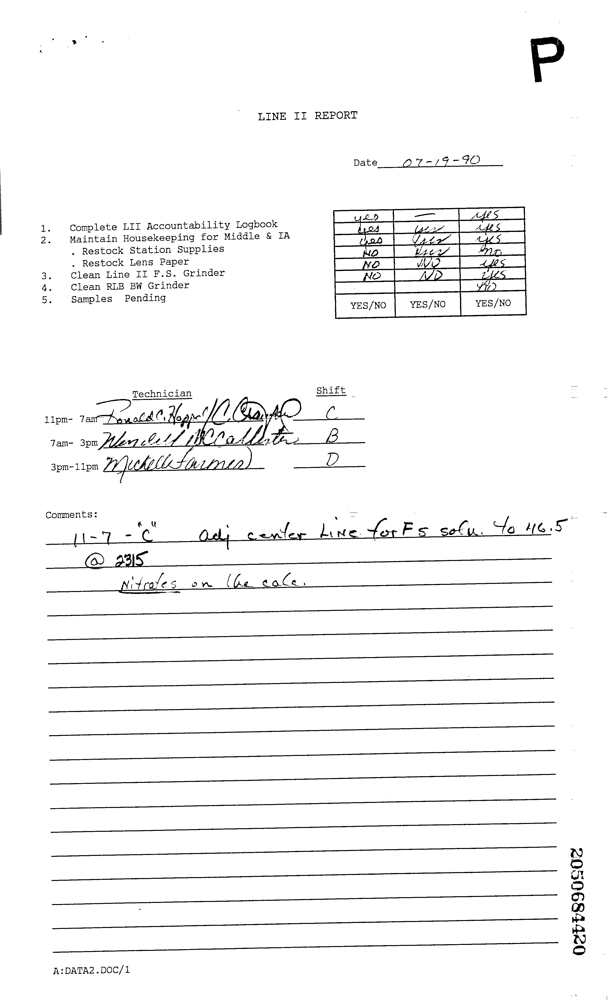 P
LINE II REPORT
Date 07-19-90
yes — yes
1. Complete LII Accountability Logbook yes yes yes
2. Maintain Housekeeping for Middle & IA yes yes yes
. Restock Station Supplies NO yes no
. Restock Lens Paper NO NO yes
3. Clean Line II F.S. Grinder NO NO yes
4. Clean RLB BW Grinder
5. Samples Pending
YES/NO YES/NO YES/NO
Technician Shift
11pm- 7am Ronald C. C
7am- 3pm Wendell McCallister B
3pm-11pm Michelle Farmer D
Comments:
11-7 - "C" adj center Line for FS solu. to 46.5
@ 2315
Nitrates on the calc.
2050684420
A:DATA2.DOC/1